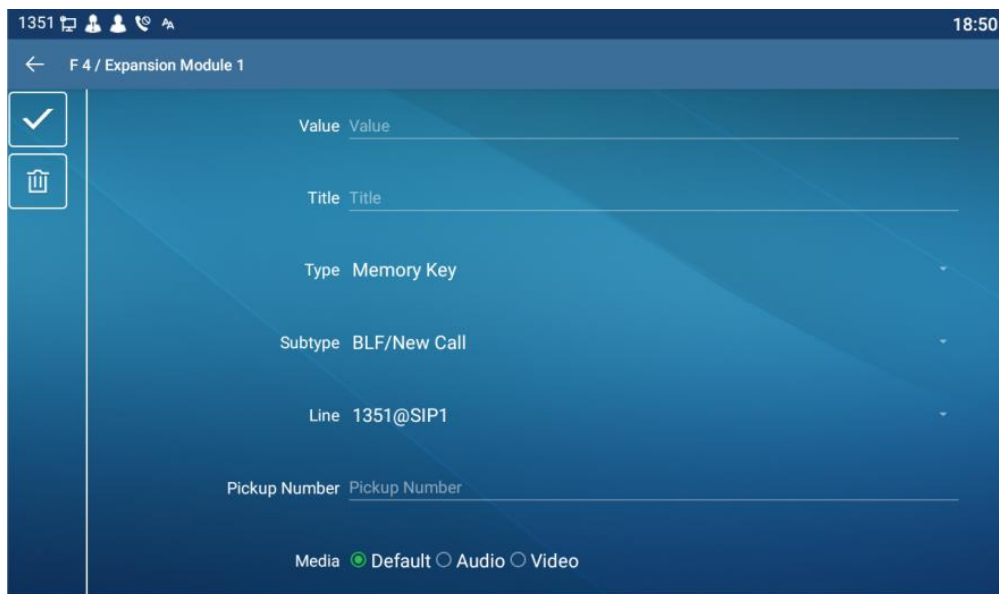 1351 18:50
F 4 / Expansion Module 1
Value Value
Title Title
Type Memory Key
Subtype BLF/New Call
Line 1351@SIP1
Pickup Number Pickup Number
Media Default Audio Video